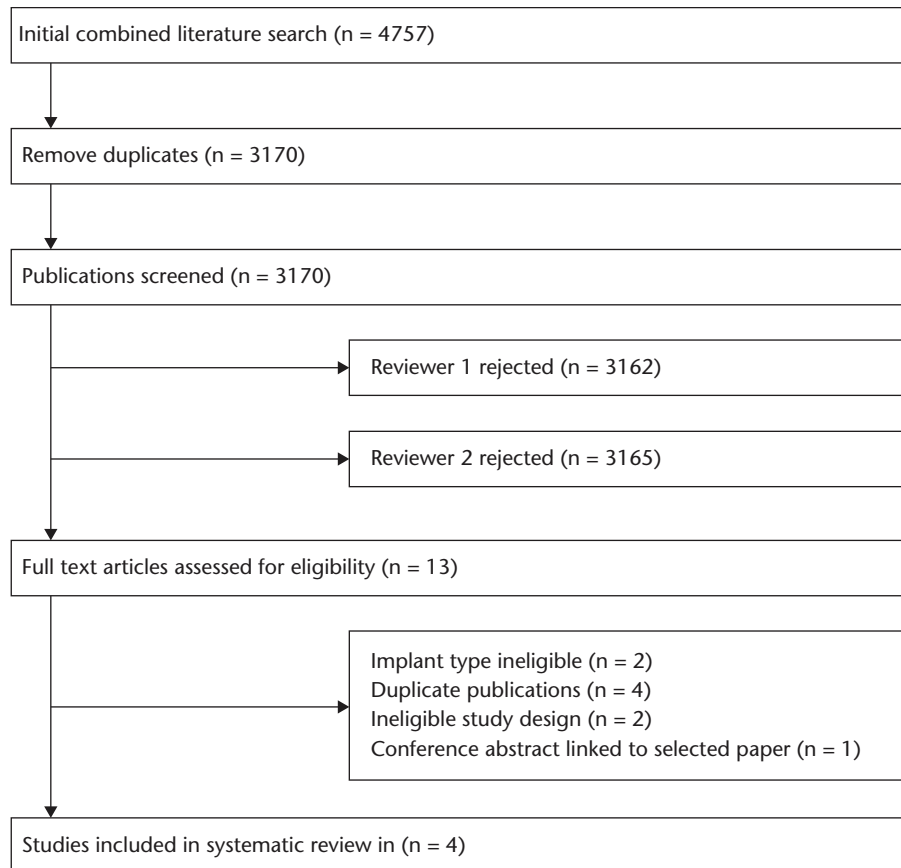 Initial combined literature search (n = 4757)
Remove duplicates (n = 3170)
Publications screened (n = 3170)
Reviewer 1 rejected (n = 3162)
Reviewer 2 rejected (n = 3165)
Full text articles assessed for eligibility (n = 13)
Implant type ineligible (n = 2)
Duplicate publications (n = 4)
Ineligible study design (n = 2)
Conference abstract linked to selected paper (n = 1)
Studies included in systematic review in (n = 4)